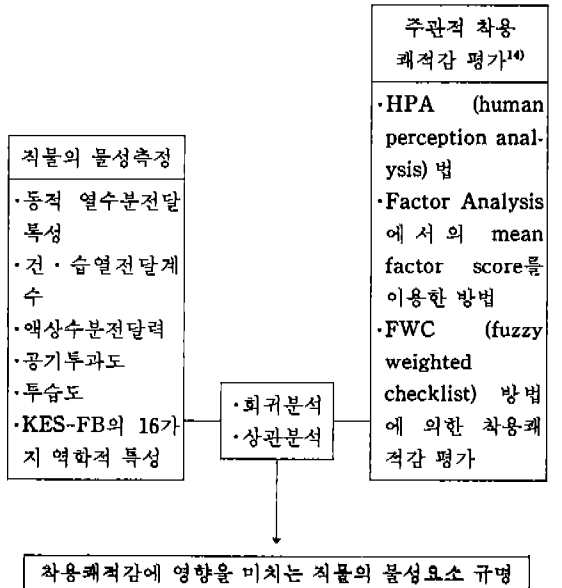 주관적 착용
쾌적감 평가¹⁴⁾
·HPA (human
perception anal-
ysis) 법
·Factor Analysis
에서의 mean
factor score를
이용한 방법
·FWC (fuzzy
weighted
checklist) 방법
에 의한 착용쾌
적감 평가
직물의 물성측정
·동적 열수분전달
특성
·건·습열전달계
수
·액상수분전달력
·공기투과도
·투습도
·KES-FB의 16가
지 역학적 특성
·회귀분석
·상관분석
착용쾌적감에 영향을 미치는 직물의 물성요소 규명